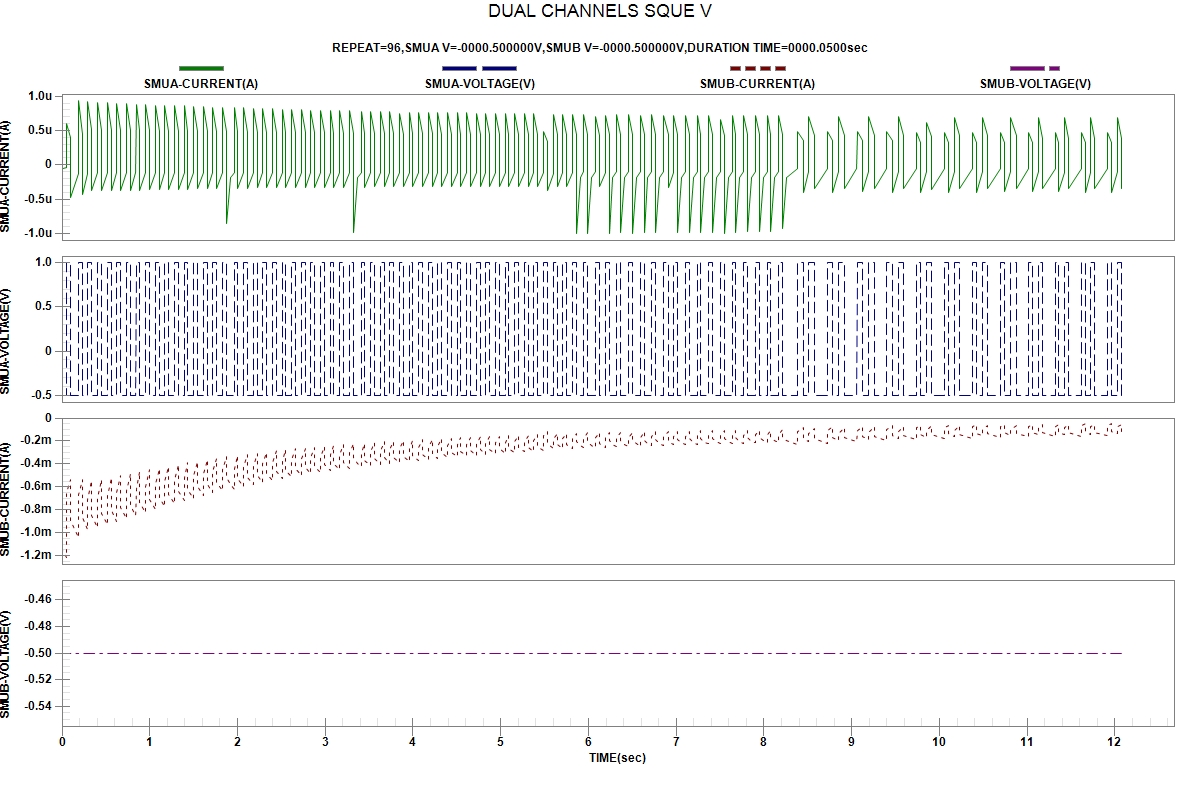 DUAL CHANNELS SQUE V
REPEAT=96,SMUA V=-0000.500000V,SMUB V=-0000.500000V,DURATION TIME=0000.0500sec
SMUA-CURRENT(A) SMUA-VOLTAGE(V) SMUB-CURRENT(A) SMUB-VOLTAGE(V)
SMUA-CURRENT(A)
1.0u
0.5u
0
-0.5u
-1.0u
SMUA-VOLTAGE(V)
1.0
0.5
0
-0.5
SMUB-CURRENT(A)
0
-0.2m
-0.4m
-0.6m
-0.8m
-1.0m
-1.2m
SMUB-VOLTAGE(V)
-0.46
-0.48
-0.50
-0.52
-0.54
0 1 2 3 4 5 6 7 8 9 10 11 12
TIME(sec)